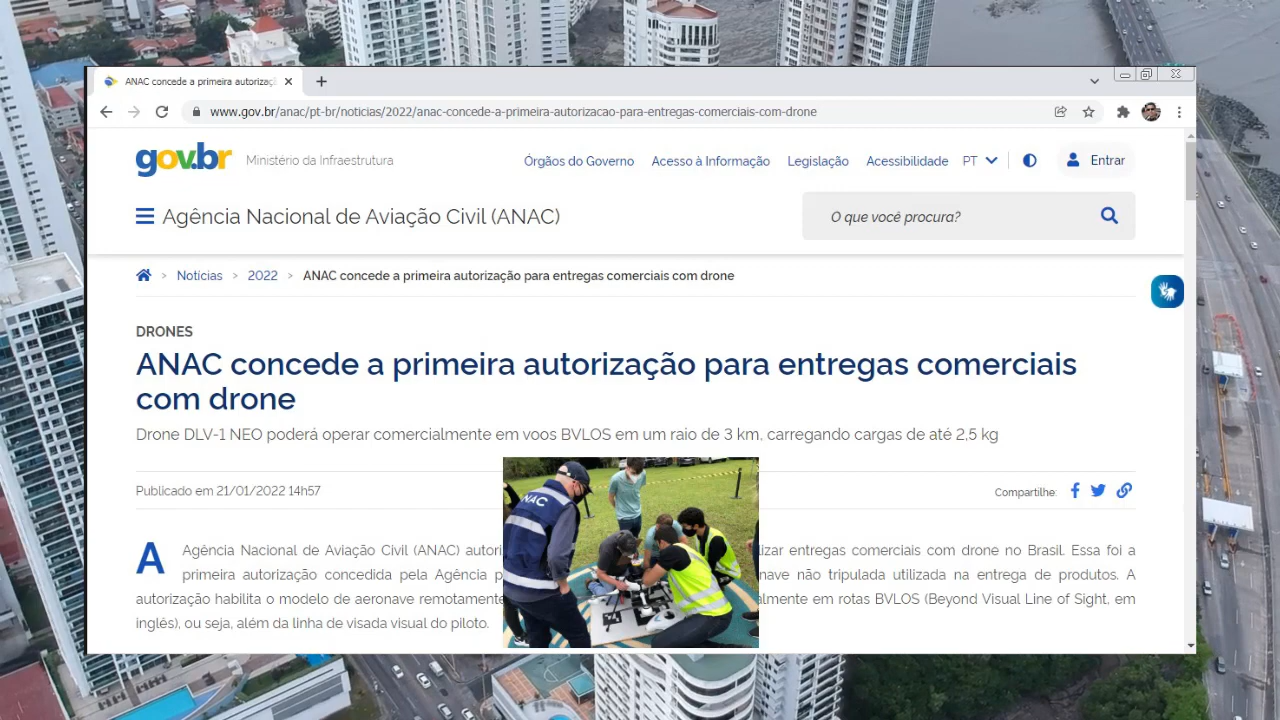 ANAC concede a primeira autorizaç
www.gov.br/anac/pt-br/noticias/2022/anac-concede-a-primeira-autorizacao-para-entregas-comerciais-com-drone
gov.br Ministério da Infraestrutura Órgãos do Governo Acesso à Informação Legislação Acessibilidade PT Entrar
Agência Nacional de Aviação Civil (ANAC) O que você procura?
Notícias > 2022 > ANAC concede a primeira autorização para entregas comerciais com drone
DRONES
ANAC concede a primeira autorização para entregas comerciais
com drone
Drone DLV-1 NEO poderá operar comercialmente em voos BVLOS em um raio de 3 km, carregando cargas de até 2,5 kg
Publicado em 21/01/2022 14h57 Compartilhe:
ANAC
A Agência Nacional de Aviação Civil (ANAC) autori lizar entregas comerciais com drone no Brasil. Essa foi a
primeira autorização concedida pela Agência p nave não tripulada utilizada na entrega de produtos. A
autorização habilita o modelo de aeronave remotamente almente em rotas BVLOS (Beyond Visual Line of Sight, em
inglês), ou seja, além da linha de visada visual do piloto.